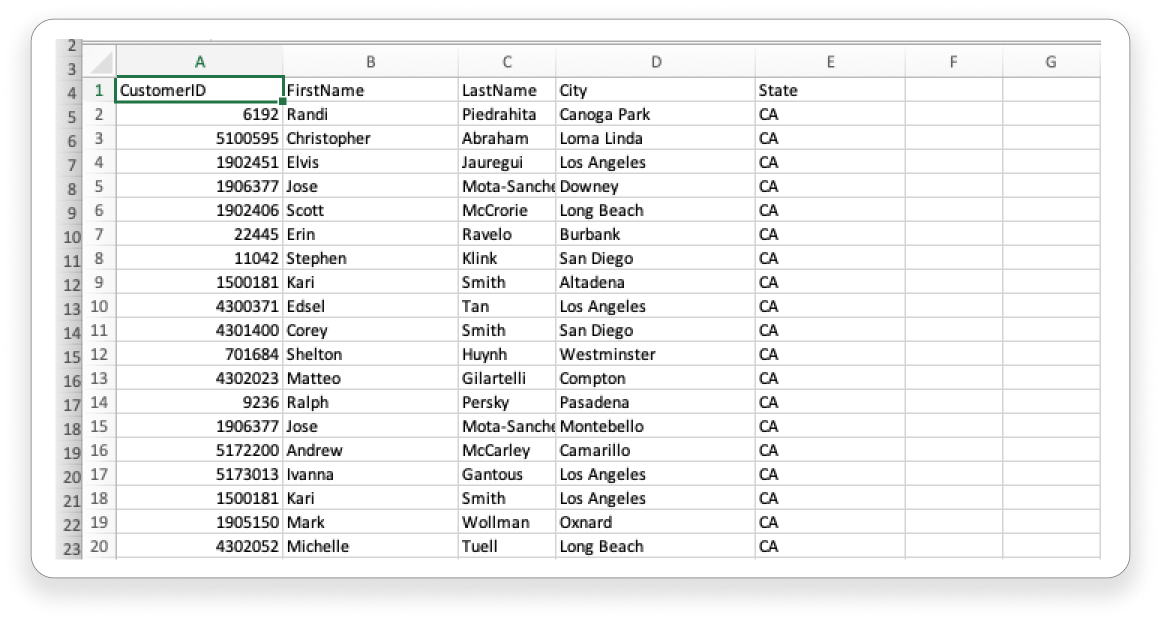 2
A B C D E F G
3
4 1 CustomerID FirstName LastName City State
5 2 6192 Randi Piedrahita Canoga Park CA
6 3 5100595 Christopher Abraham Loma Linda CA
7 4 1902451 Elvis Jauregui Los Angeles CA
8 5 1906377 Jose Mota-Sanche Downey CA
9 6 1902406 Scott McCrorie Long Beach CA
10 7 22445 Erin Ravelo Burbank CA
11 8 11042 Stephen Klink San Diego CA
12 9 1500181 Kari Smith Altadena CA
13 10 4300371 Edsel Tan Los Angeles CA
14 11 4301400 Corey Smith San Diego CA
15 12 701684 Shelton Huynh Westminster CA
16 13 4302023 Matteo Gilartelli Compton CA
17 14 9236 Ralph Persky Pasadena CA
18 15 1906377 Jose Mota-Sanche Montebello CA
19 16 5172200 Andrew McCarley Camarillo CA
20 17 5173013 Ivanna Gantous Los Angeles CA
21 18 1500181 Kari Smith Los Angeles CA
22 19 1905150 Mark Wollman Oxnard CA
23 20 4302052 Michelle Tuell Long Beach CA